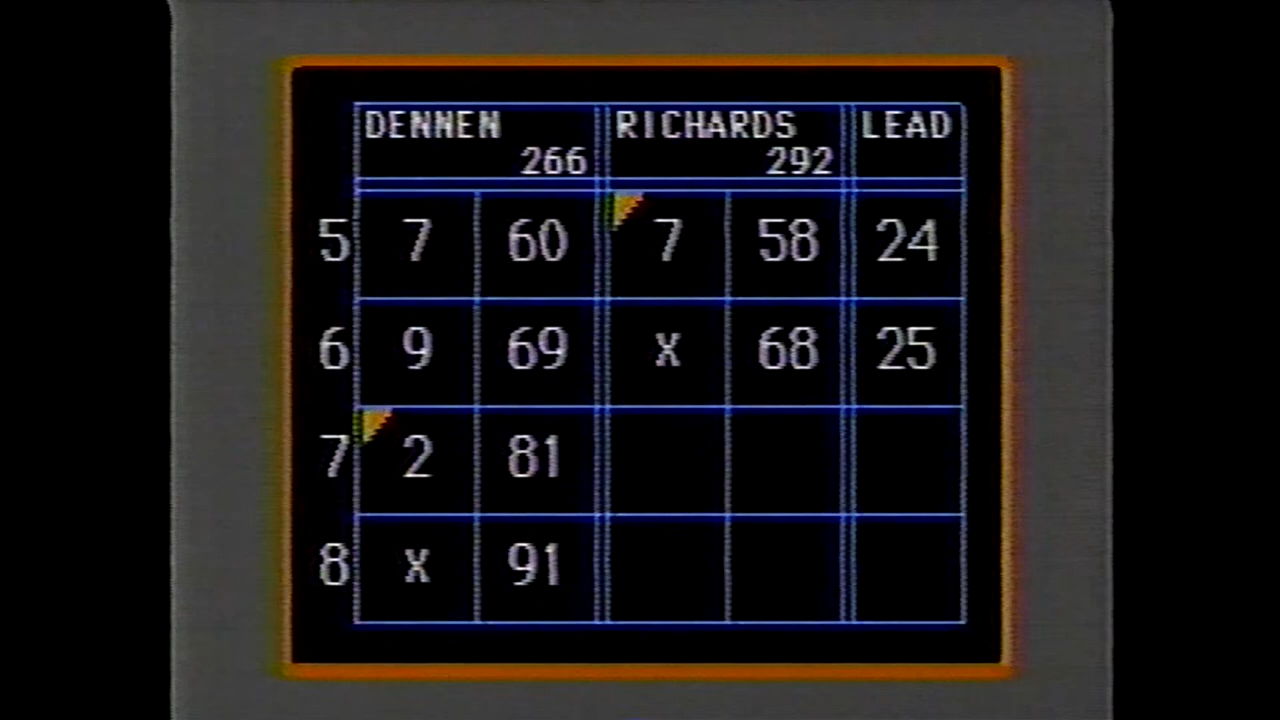 DENNEN RICHARDS LEAD
266 292
5 7 60 7 58 24
6 9 69 x 68 25
7 2 81
8 x 91